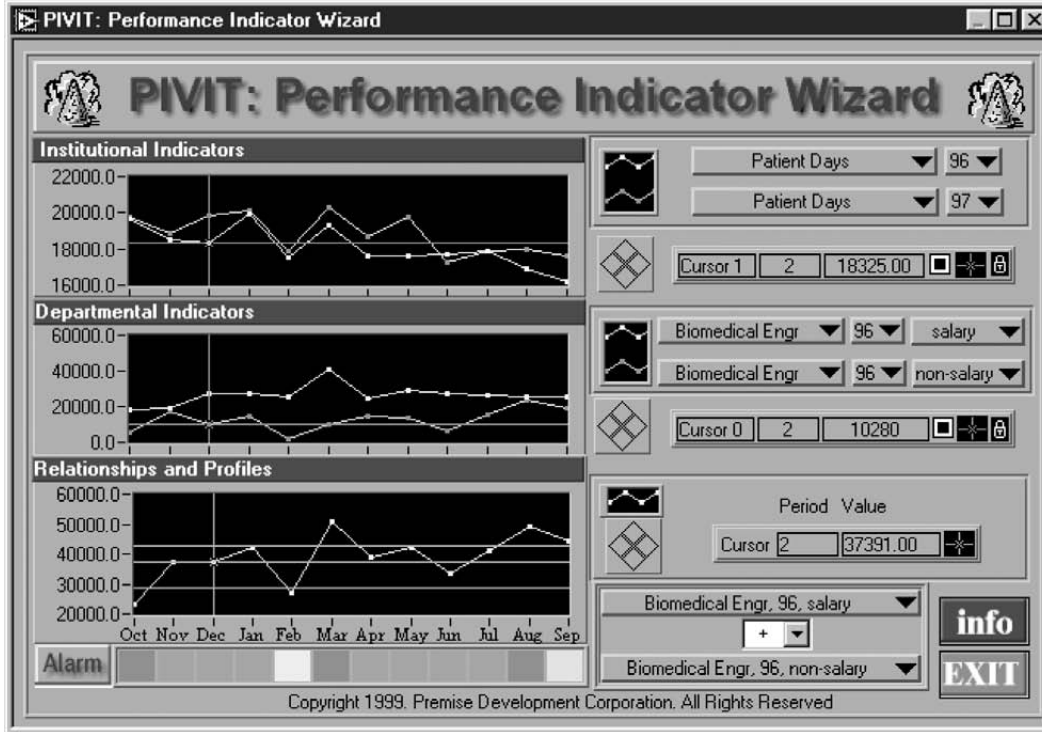 PIVIT: Performance Indicator Wizard
PIVIT: Performance Indicator Wizard
Institutional Indicators
22000.0
20000.0
18000.0
16000.0
Patient Days 96
Patient Days 97
Cursor 1 2 18325.00
Departmental Indicators
60000.0
40000.0
20000.0
0.0
Biomedical Engr 96 salary
Biomedical Engr 96 non-salary
Cursor 0 2 10280
Relationships and Profiles
60000.0
50000.0
40000.0
30000.0
20000.0
Oct Nov Dec Jan Feb Mar Apr May Jun Jul Aug Sep
Period Value
Cursor 2 37391.00
Biomedical Engr, 96, salary
+
Biomedical Engr, 96, non-salary
info
EXIT
Alarm
Copyright 1999. Premise Development Corporation. All Rights Reserved